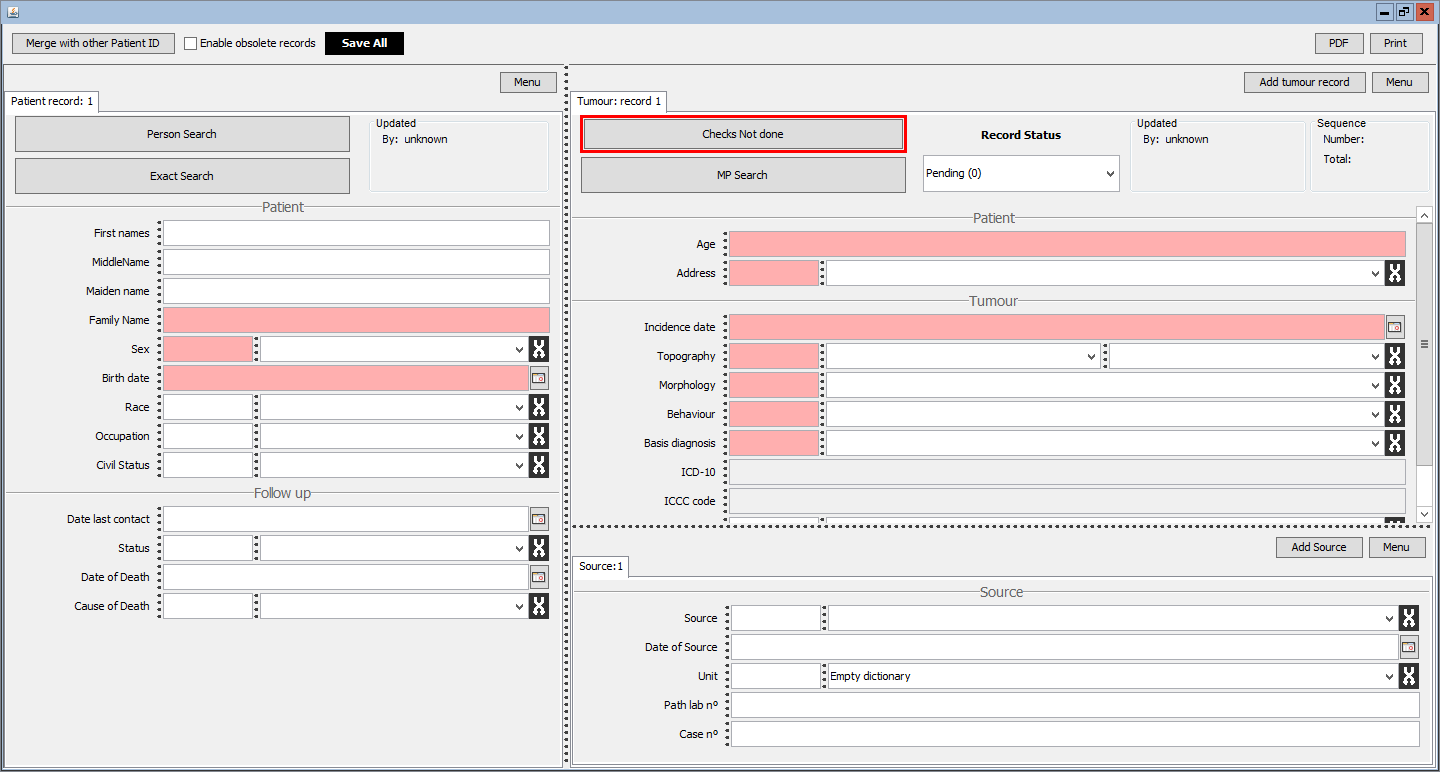 Merge with other Patient ID Enable obsolete records Save All PDF Print
Menu
Patient record: 1
Person Search
Exact Search
Updated
By: unknown
Patient
First names
MiddleName
Maiden name
Family Name
Sex
Birth date
Race
Occupation
Civil Status
Follow up
Date last contact
Status
Date of Death
Cause of Death
Add tumour record Menu
Tumour: record 1
Checks Not done
MP Search
Record Status
Pending (0)
Updated
By: unknown
Sequence
Number:
Total:
Patient
Age
Address
Tumour
Incidence date
Topography
Morphology
Behaviour
Basis diagnosis
ICD-10
ICCC code
Add Source Menu
Source:1
Source
Source
Date of Source
Unit Empty dictionary
Path lab nº
Case nº